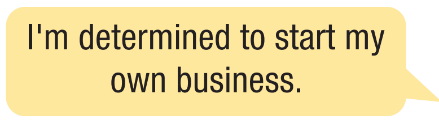 I'm determined to start my
own business.